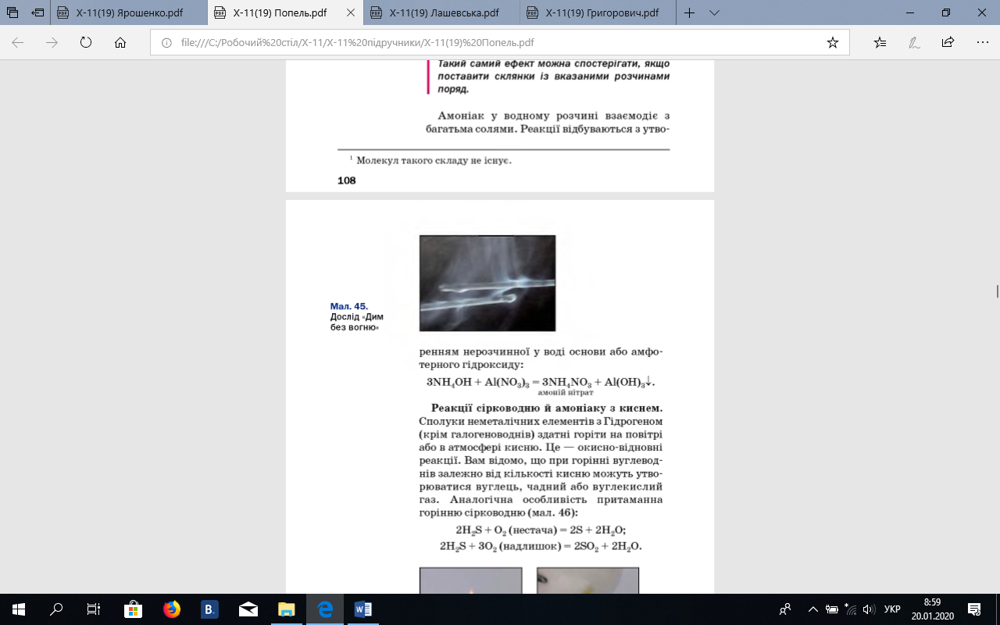 X-11(19) Ярошенко.pdf
X-11(19) Попель.pdf
X-11(19) Лашевська.pdf
X-11(19) Григорович.pdf
file:///C:/Робочий%20стіл/X-11/X-11%20підручники/X-11(19)%20Попель.pdf
Такий самий ефект можна спостерігати, якщо
поставити склянки із вказаними розчинами
поряд.
Амоніак у водному розчині взаємодіє з
багатьма солями. Реакції відбуваються з утво-
¹ Молекул такого складу не існує.
108
Мал. 45.
Дослід «Дим
без вогню»
ренням нерозчинної у воді основи або амфо-
терного гідроксиду:
3NH₄OH + Al(NO₃)₃ = 3NH₄NO₃ + Al(OH)₃↓.
амоній нітрат
Реакції сірководню й амоніаку з киснем.
Сполуки неметалічних елементів з Гідрогеном
(крім галогеноводнів) здатні горіти на повітрі
або в атмосфері кисню. Це — окисно-відновні
реакції. Вам відомо, що при горінні вуглевод-
нів залежно від кількості кисню можуть утво-
рюватися вуглець, чадний або вуглекислий
газ. Аналогічна особливість притаманна
горінню сірководню (мал. 46):
2H₂S + O₂ (нестача) = 2S + 2H₂O;
2H₂S + 3O₂ (надлишок) = 2SO₂ + 2H₂O.
B.
W
УКР
8:59
20.01.2020